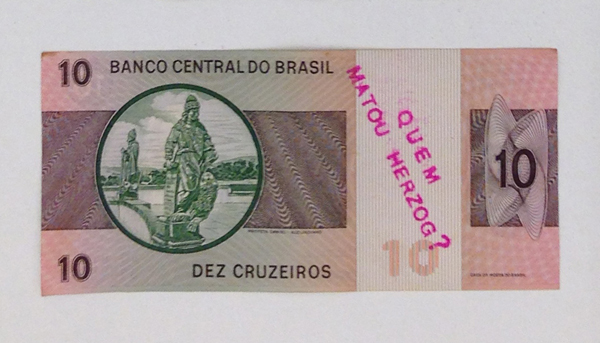 10 BANCO CENTRAL DO BRASIL
QUEM
MATOU HERZOG?
10
10
10 DEZ CRUZEIROS